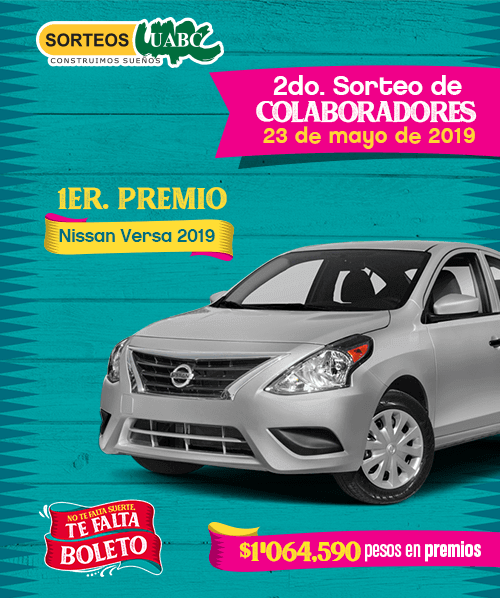 SORTEOS UABC
CONSTRUIMOS SUEÑOS
2do. Sorteo de
COLABORADORES
23 de mayo de 2019
1ER. PREMIO
Nissan Versa 2019
NISSAN
NO TE FALTA SUERTE,
TE FALTA
BOLETO
$1'064,590 pesos en premios